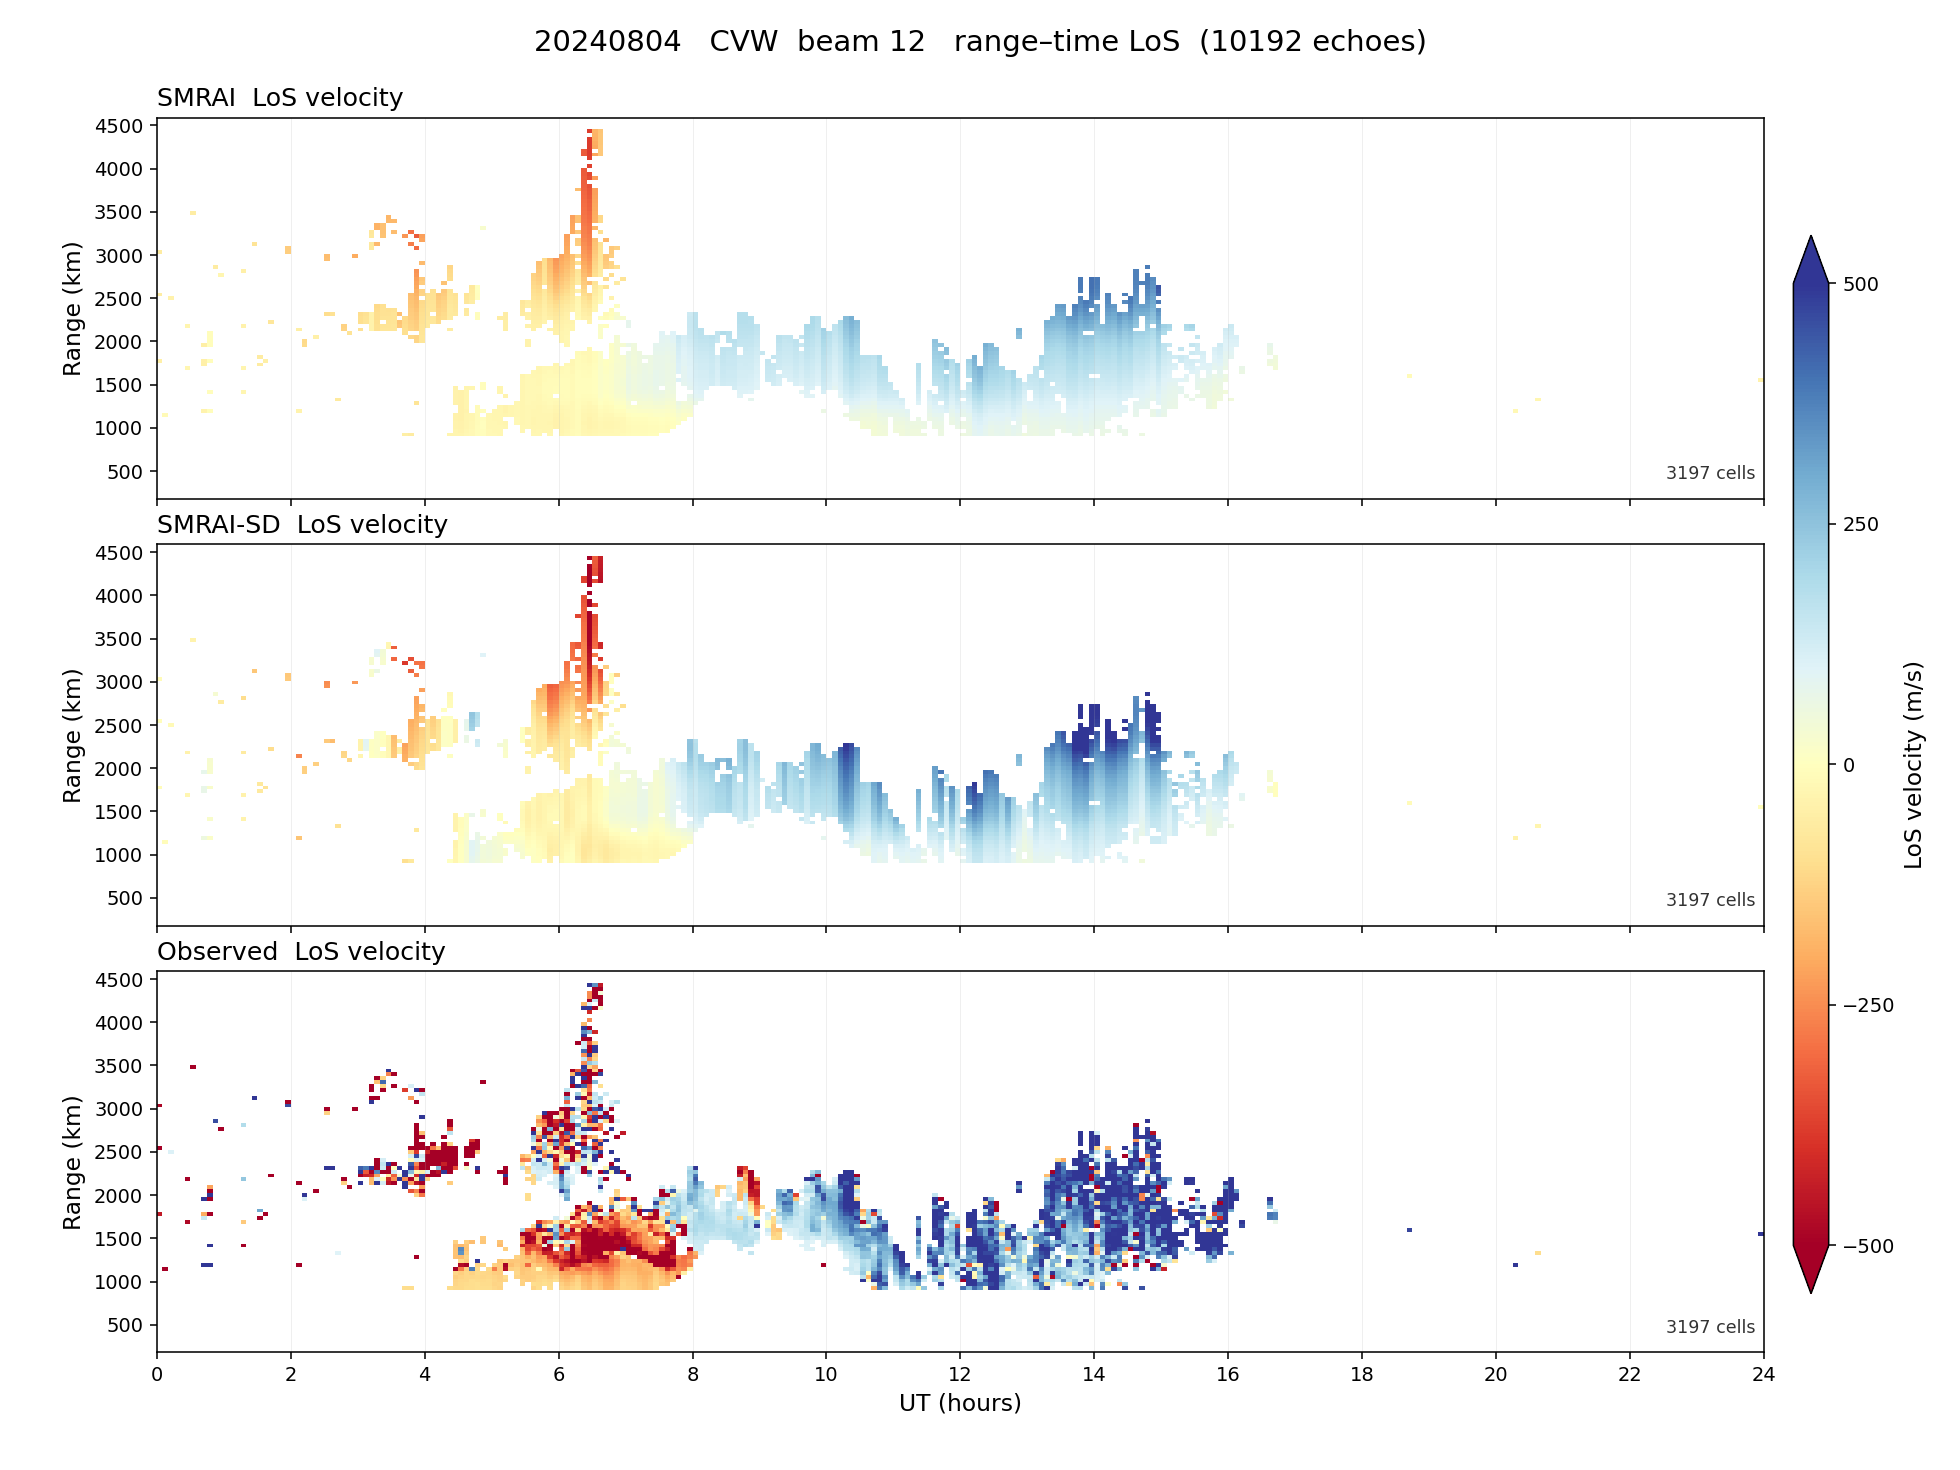 20240804   CVW  beam 12   range–time LoS  (10192 echoes)
SMRAI  LoS velocity
4500
4000
3500
3000
2500
2000
1500
1000
500
Range (km)
3197 cells
SMRAI-SD  LoS velocity
4500
4000
3500
3000
2500
2000
1500
1000
500
Range (km)
3197 cells
Observed  LoS velocity
4500
4000
3500
3000
2500
2000
1500
1000
500
Range (km)
3197 cells
0 2 4 6 8 10 12 14 16 18 20 22 24
UT (hours)
500
250
0
−250
−500
LoS velocity (m/s)